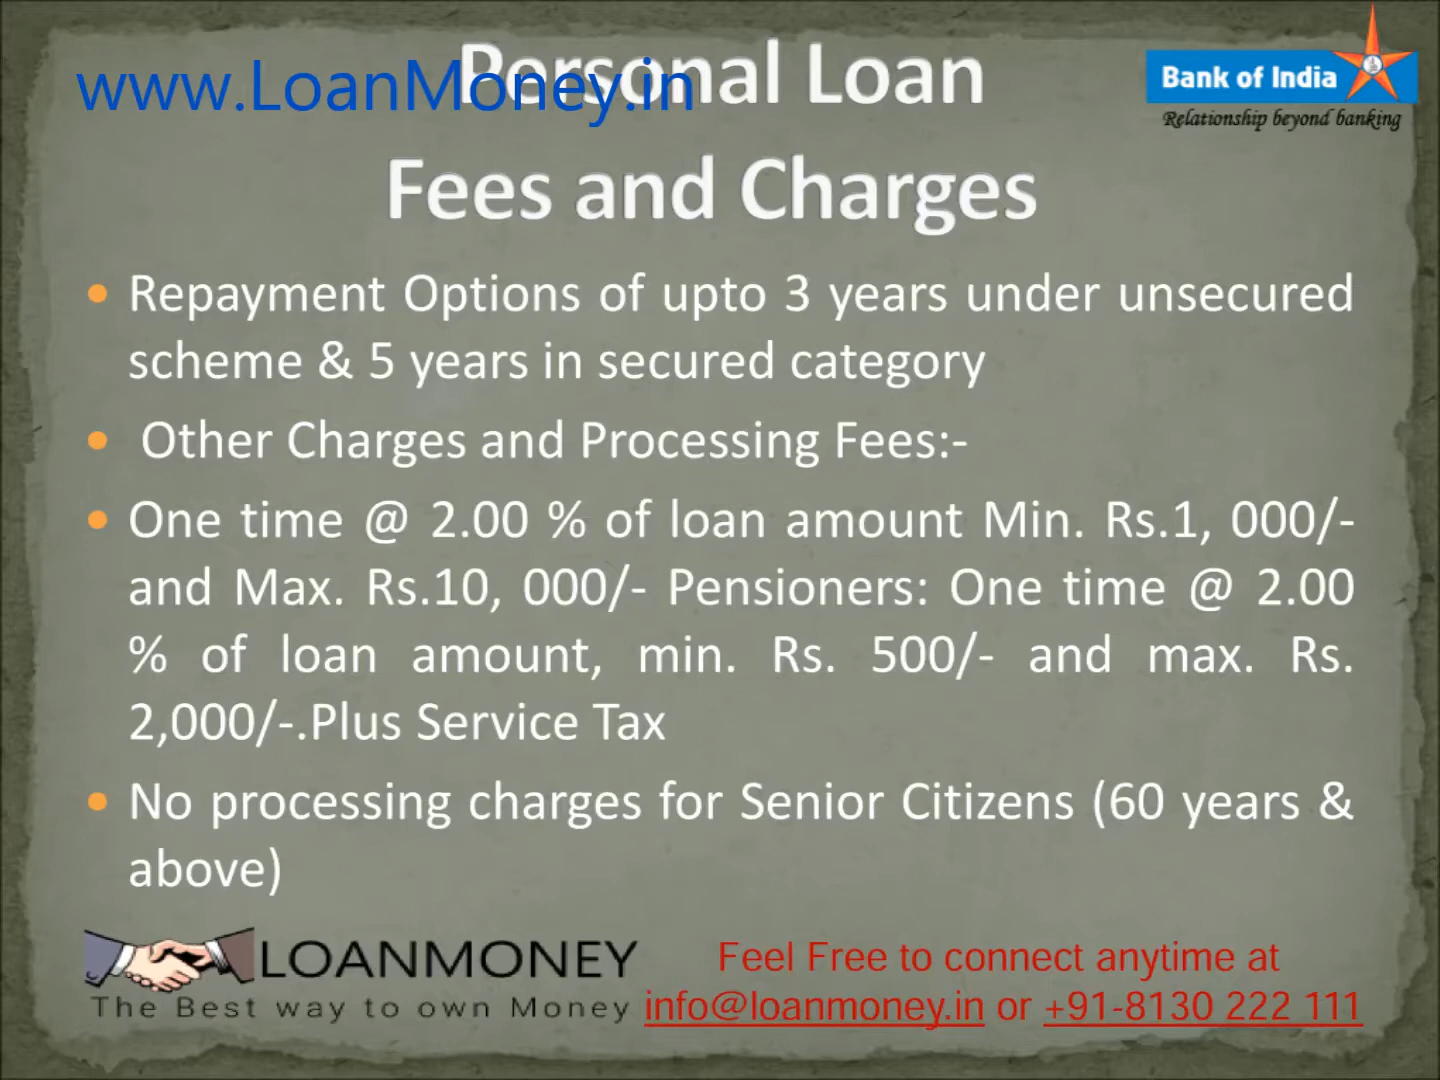 www.LoanMoney.in
Personal Loan
Bank of India
Relationship beyond banking
Fees and Charges
• Repayment Options of upto 3 years under unsecured
scheme & 5 years in secured category
• Other Charges and Processing Fees:-
• One time @ 2.00 % of loan amount Min. Rs.1, 000/-
and Max. Rs.10, 000/- Pensioners: One time @ 2.00
% of loan amount, min. Rs. 500/- and max. Rs.
2,000/-.Plus Service Tax
• No processing charges for Senior Citizens (60 years &
above)
LOANMONEY
The Best way to own Money
Feel Free to connect anytime at
info@loanmoney.in or +91-8130 222 111